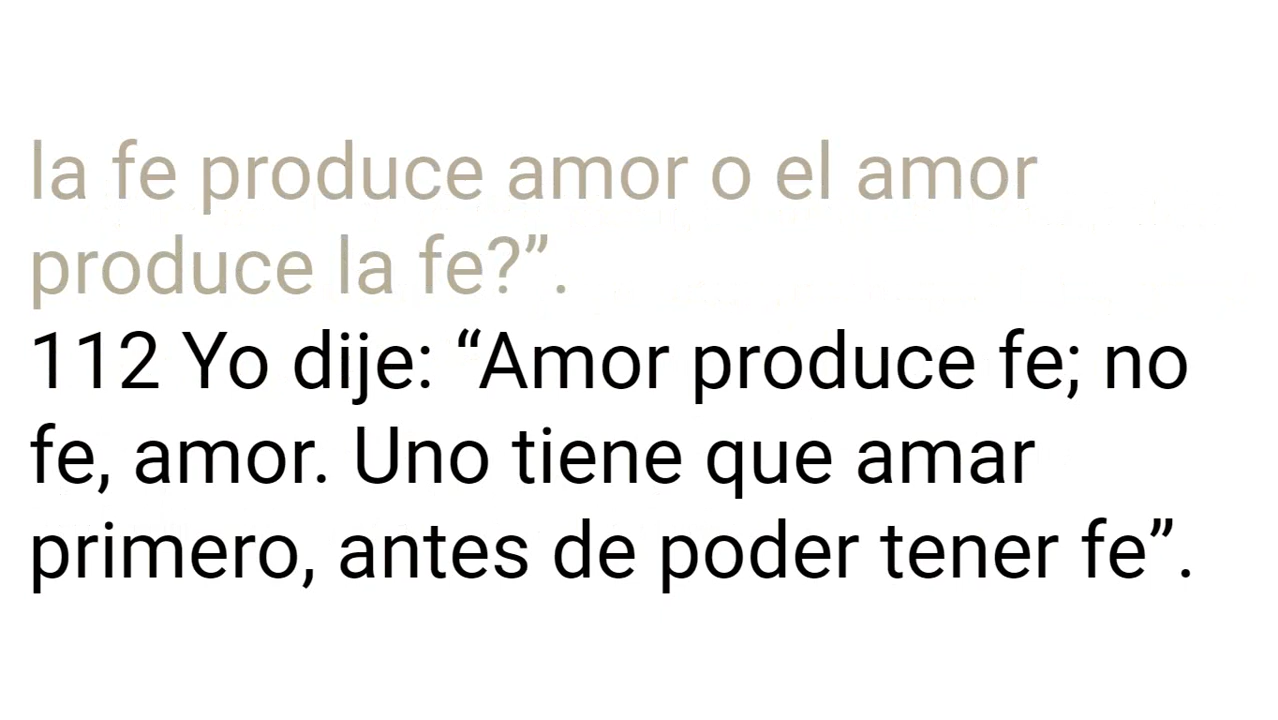 la fe produce amor o el amor
produce la fe?”.
112 Yo dije: “Amor produce fe; no
fe, amor. Uno tiene que amar
primero, antes de poder tener fe”.